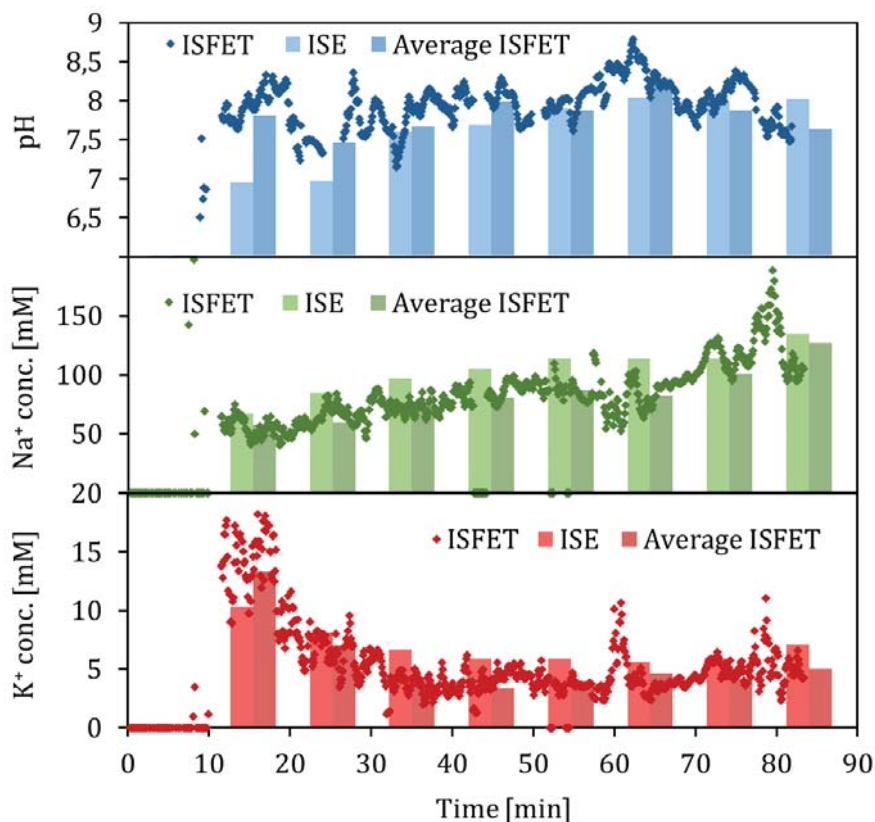 9
8,5
8
7,5
7
6,5
pH
ISFET ISE Average ISFET
150
100
50
20
Na⁺ conc. [mM]
ISFET ISE Average ISFET
15
10
5
0
K⁺ conc. [mM]
ISFET ISE Average ISFET
0 10 20 30 40 50 60 70 80 90
Time [min]